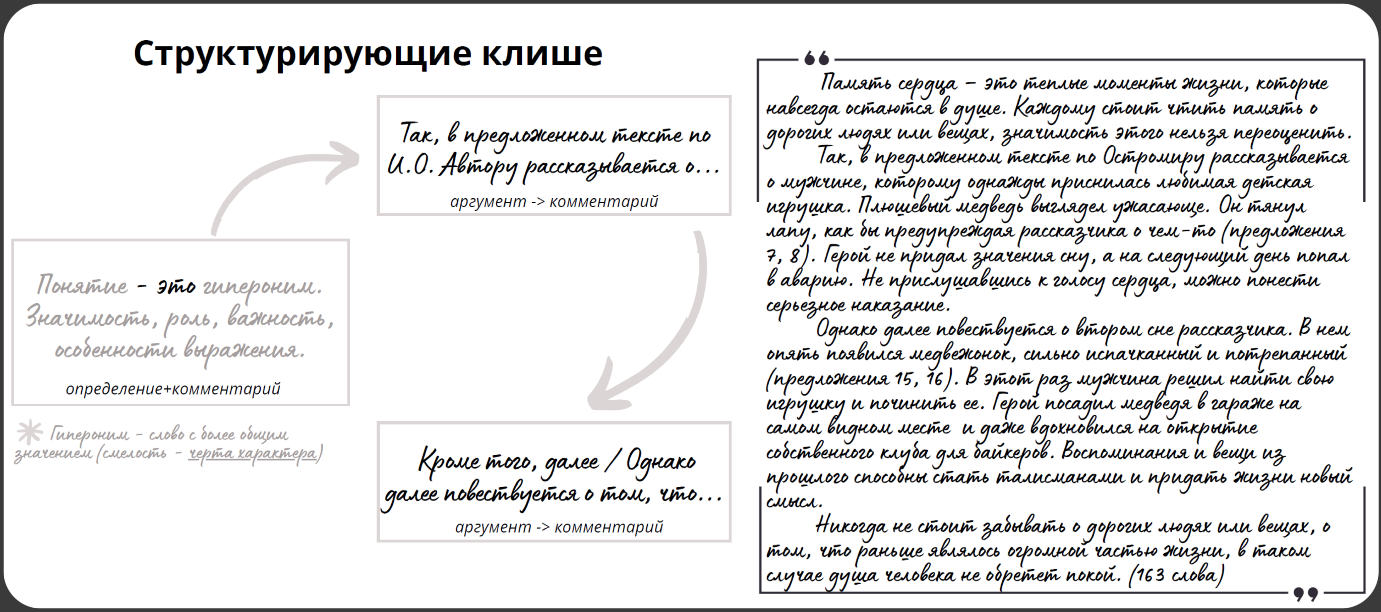 Структурирующие клише
Так, в предложенном тексте по
И.О. Автору рассказывается о...
аргумент -> комментарий
Понятие - это гипероним.
Значимость, роль, важность,
особенности выражения.
определение+комментарий
Гипероним - слово с более общим
значением (смелость - черта характера)
Кроме того, далее / Однако
далее повествуется о том, что...
аргумент -> комментарий
Память сердца – это теплые моменты жизни, которые
навсегда остаются в душе. Каждому стоит чтить память о
дорогих людях или вещах, значимость этого нельзя переоценить.
Так, в предложенном тексте по Остромиру рассказывается
о мужчине, которому однажды приснилась любимая детская
игрушка. Плюшевый медведь выглядел ужасающе. Он тянул
лапу, как бы предупреждая рассказчика о чем-то (предложения
7, 8). Герой не придал значения сну, а на следующий день попал
в аварию. Не прислушавшись к голосу сердца, можно понести
серьезное наказание.
Однако далее повествуется о втором сне рассказчика. В нем
опять появился медвежонок, сильно испачканный и потрепанный
(предложения 15, 16). В этот раз мужчина решил найти свою
игрушку и починить ее. Герой посадил медведя в гараже на
самом видном месте и даже вдохновился на открытие
собственного клуба для байкеров. Воспоминания и вещи из
прошлого способны стать талисманами и придать жизни новый
смысл.
Никогда не стоит забывать о дорогих людях или вещах, о
том, что раньше являлось огромной частью жизни, в таком
случае душа человека не обретет покой. (163 слова)